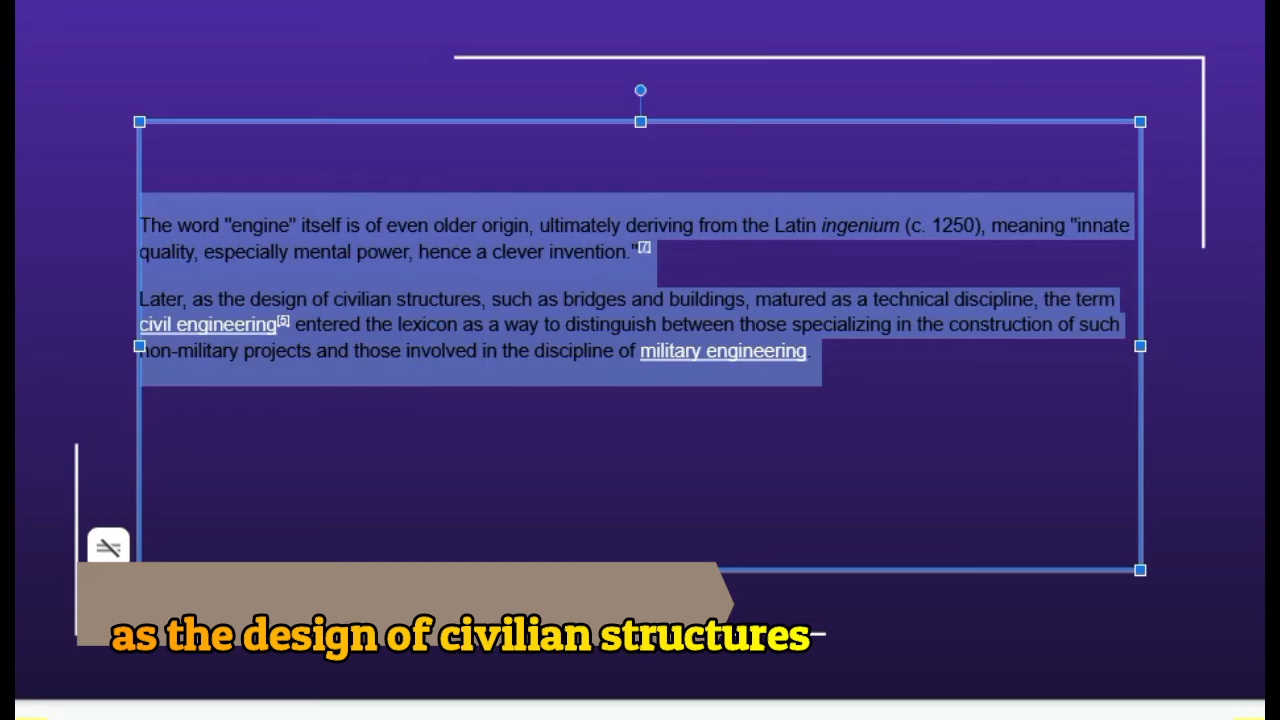 The word "engine" itself is of even older origin, ultimately deriving from the Latin ingenium (c. 1250), meaning "innate
quality, especially mental power, hence a clever invention."[7]
Later, as the design of civilian structures, such as bridges and buildings, matured as a technical discipline, the term
civil engineering[5] entered the lexicon as a way to distinguish between those specializing in the construction of such
non-military projects and those involved in the discipline of military engineering.
as the design of civilian structures